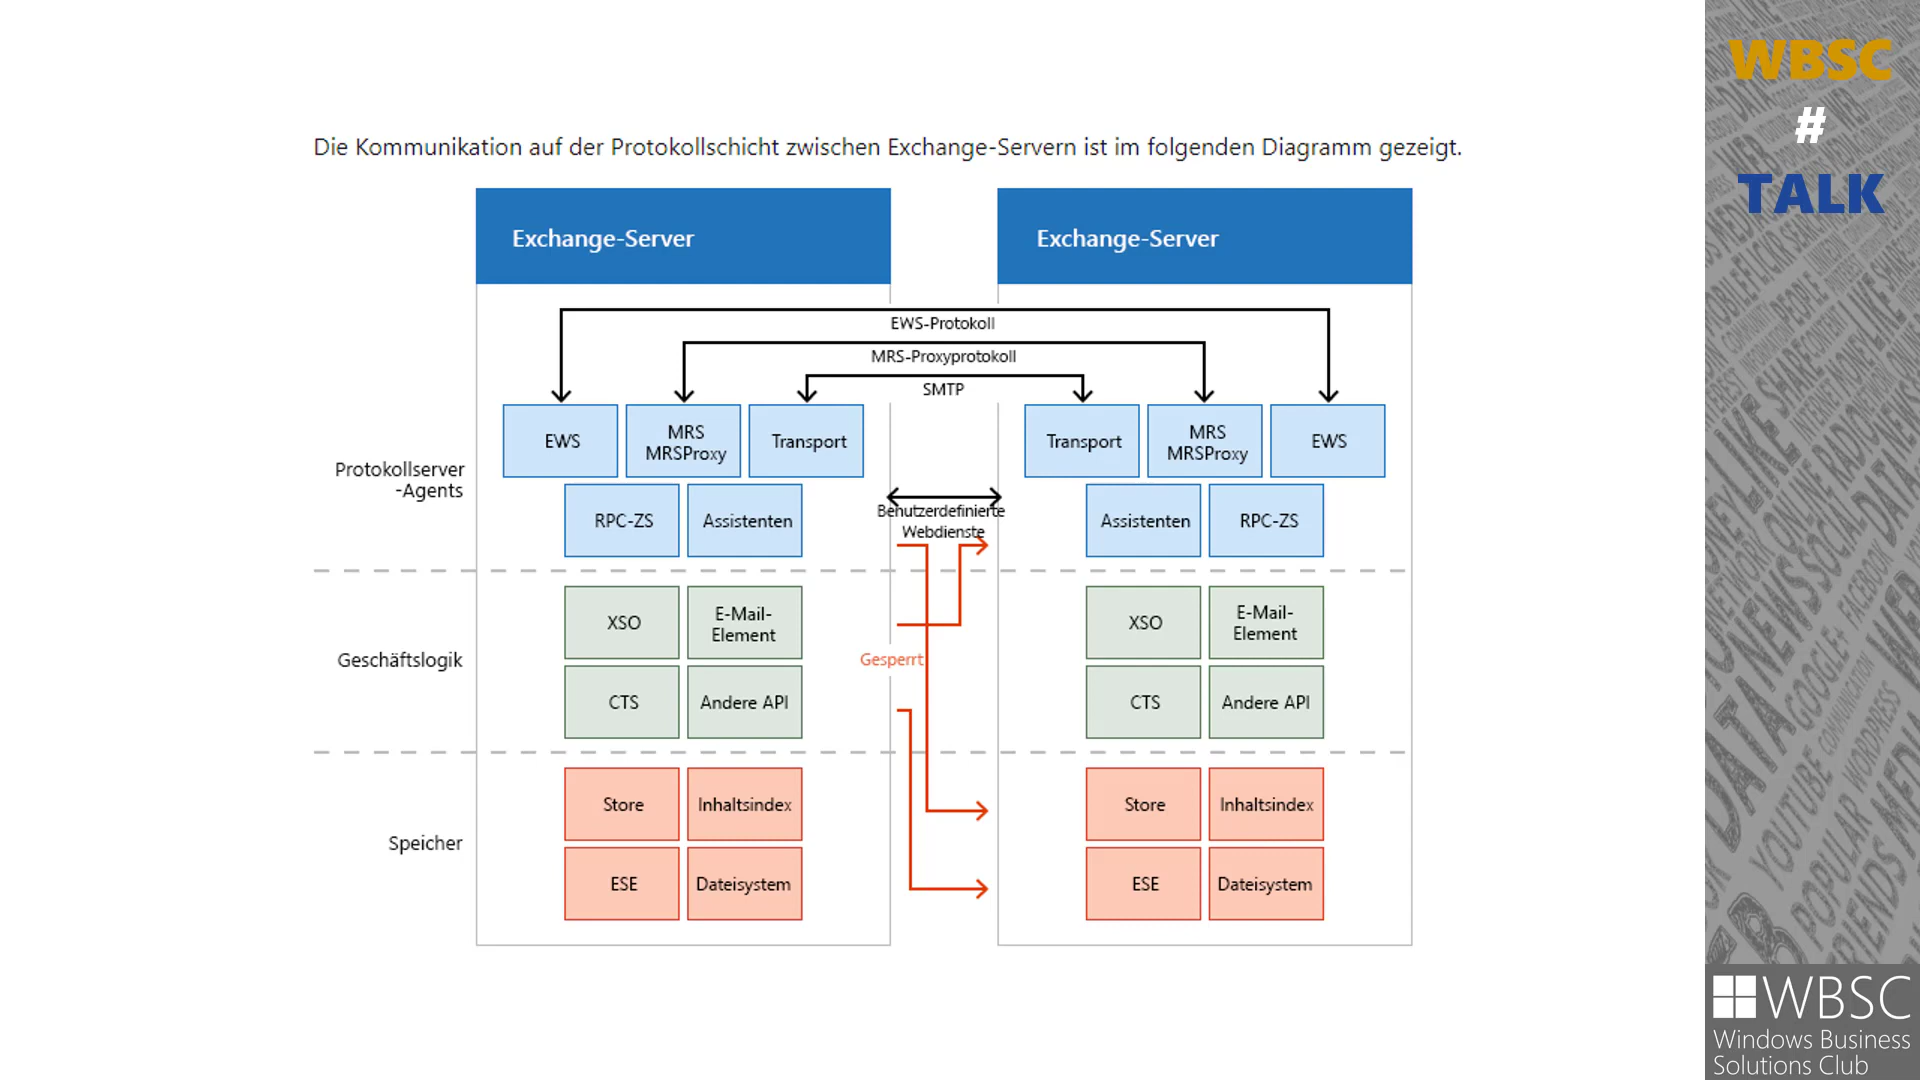 WBSC
#
TALK
Die Kommunikation auf der Protokollschicht zwischen Exchange-Servern ist im folgenden Diagramm gezeigt.
Exchange-Server
Exchange-Server
EWS-Protokoll
MRS-Proxyprotokoll
SMTP
EWS
MRS
MRSProxy
Transport
Transport
MRS
MRSProxy
EWS
Protokollserver
-Agents
RPC-ZS
Assistenten
Benutzerdefinierte
Webdienste
Assistenten
RPC-ZS
Geschäftslogik
XSO
E-Mail-
Element
CTS
Andere API
Gesperrt
XSO
E-Mail-
Element
CTS
Andere API
Speicher
Store
Inhaltsindex
ESE
Dateisystem
Store
Inhaltsindex
ESE
Dateisystem
WBSC
Windows Business
Solutions Club